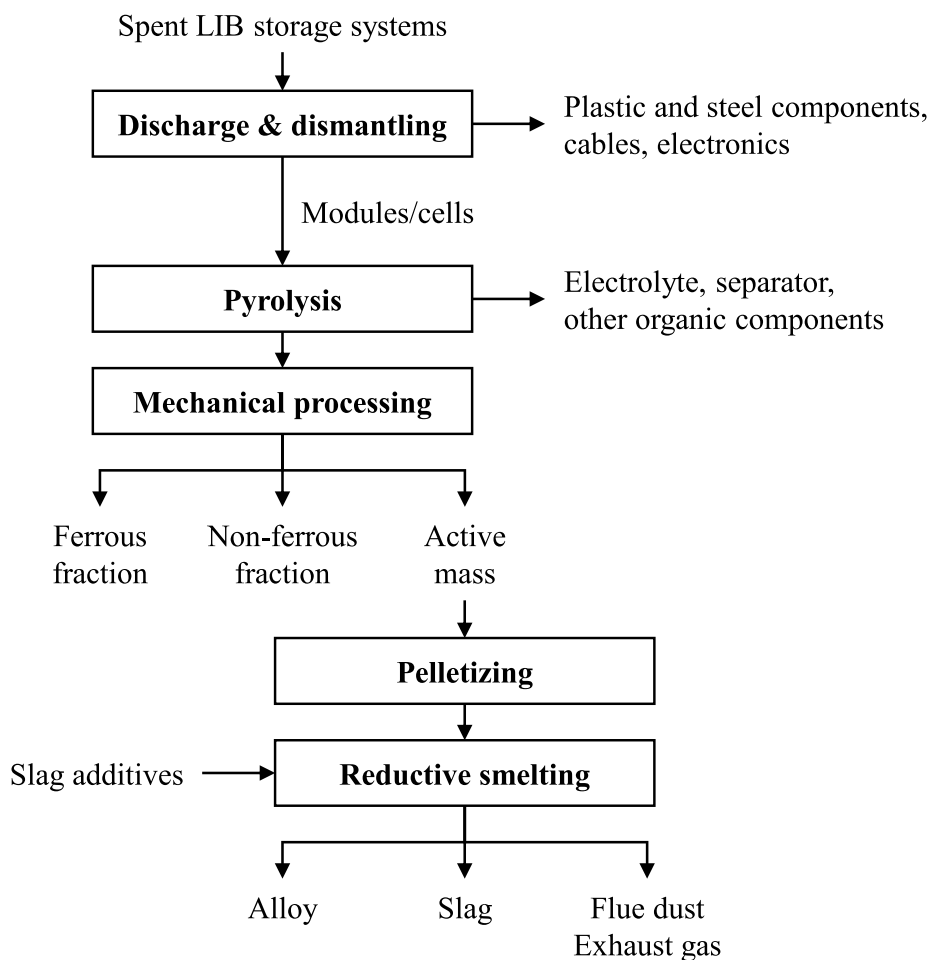 Spent LIB storage systems
Discharge & dismantling
Plastic and steel components,
cables, electronics
Modules/cells
Pyrolysis
Electrolyte, separator,
other organic components
Mechanical processing
Ferrous
fraction
Non-ferrous
fraction
Active
mass
Pelletizing
Slag additives
Reductive smelting
Alloy
Slag
Flue dust
Exhaust gas